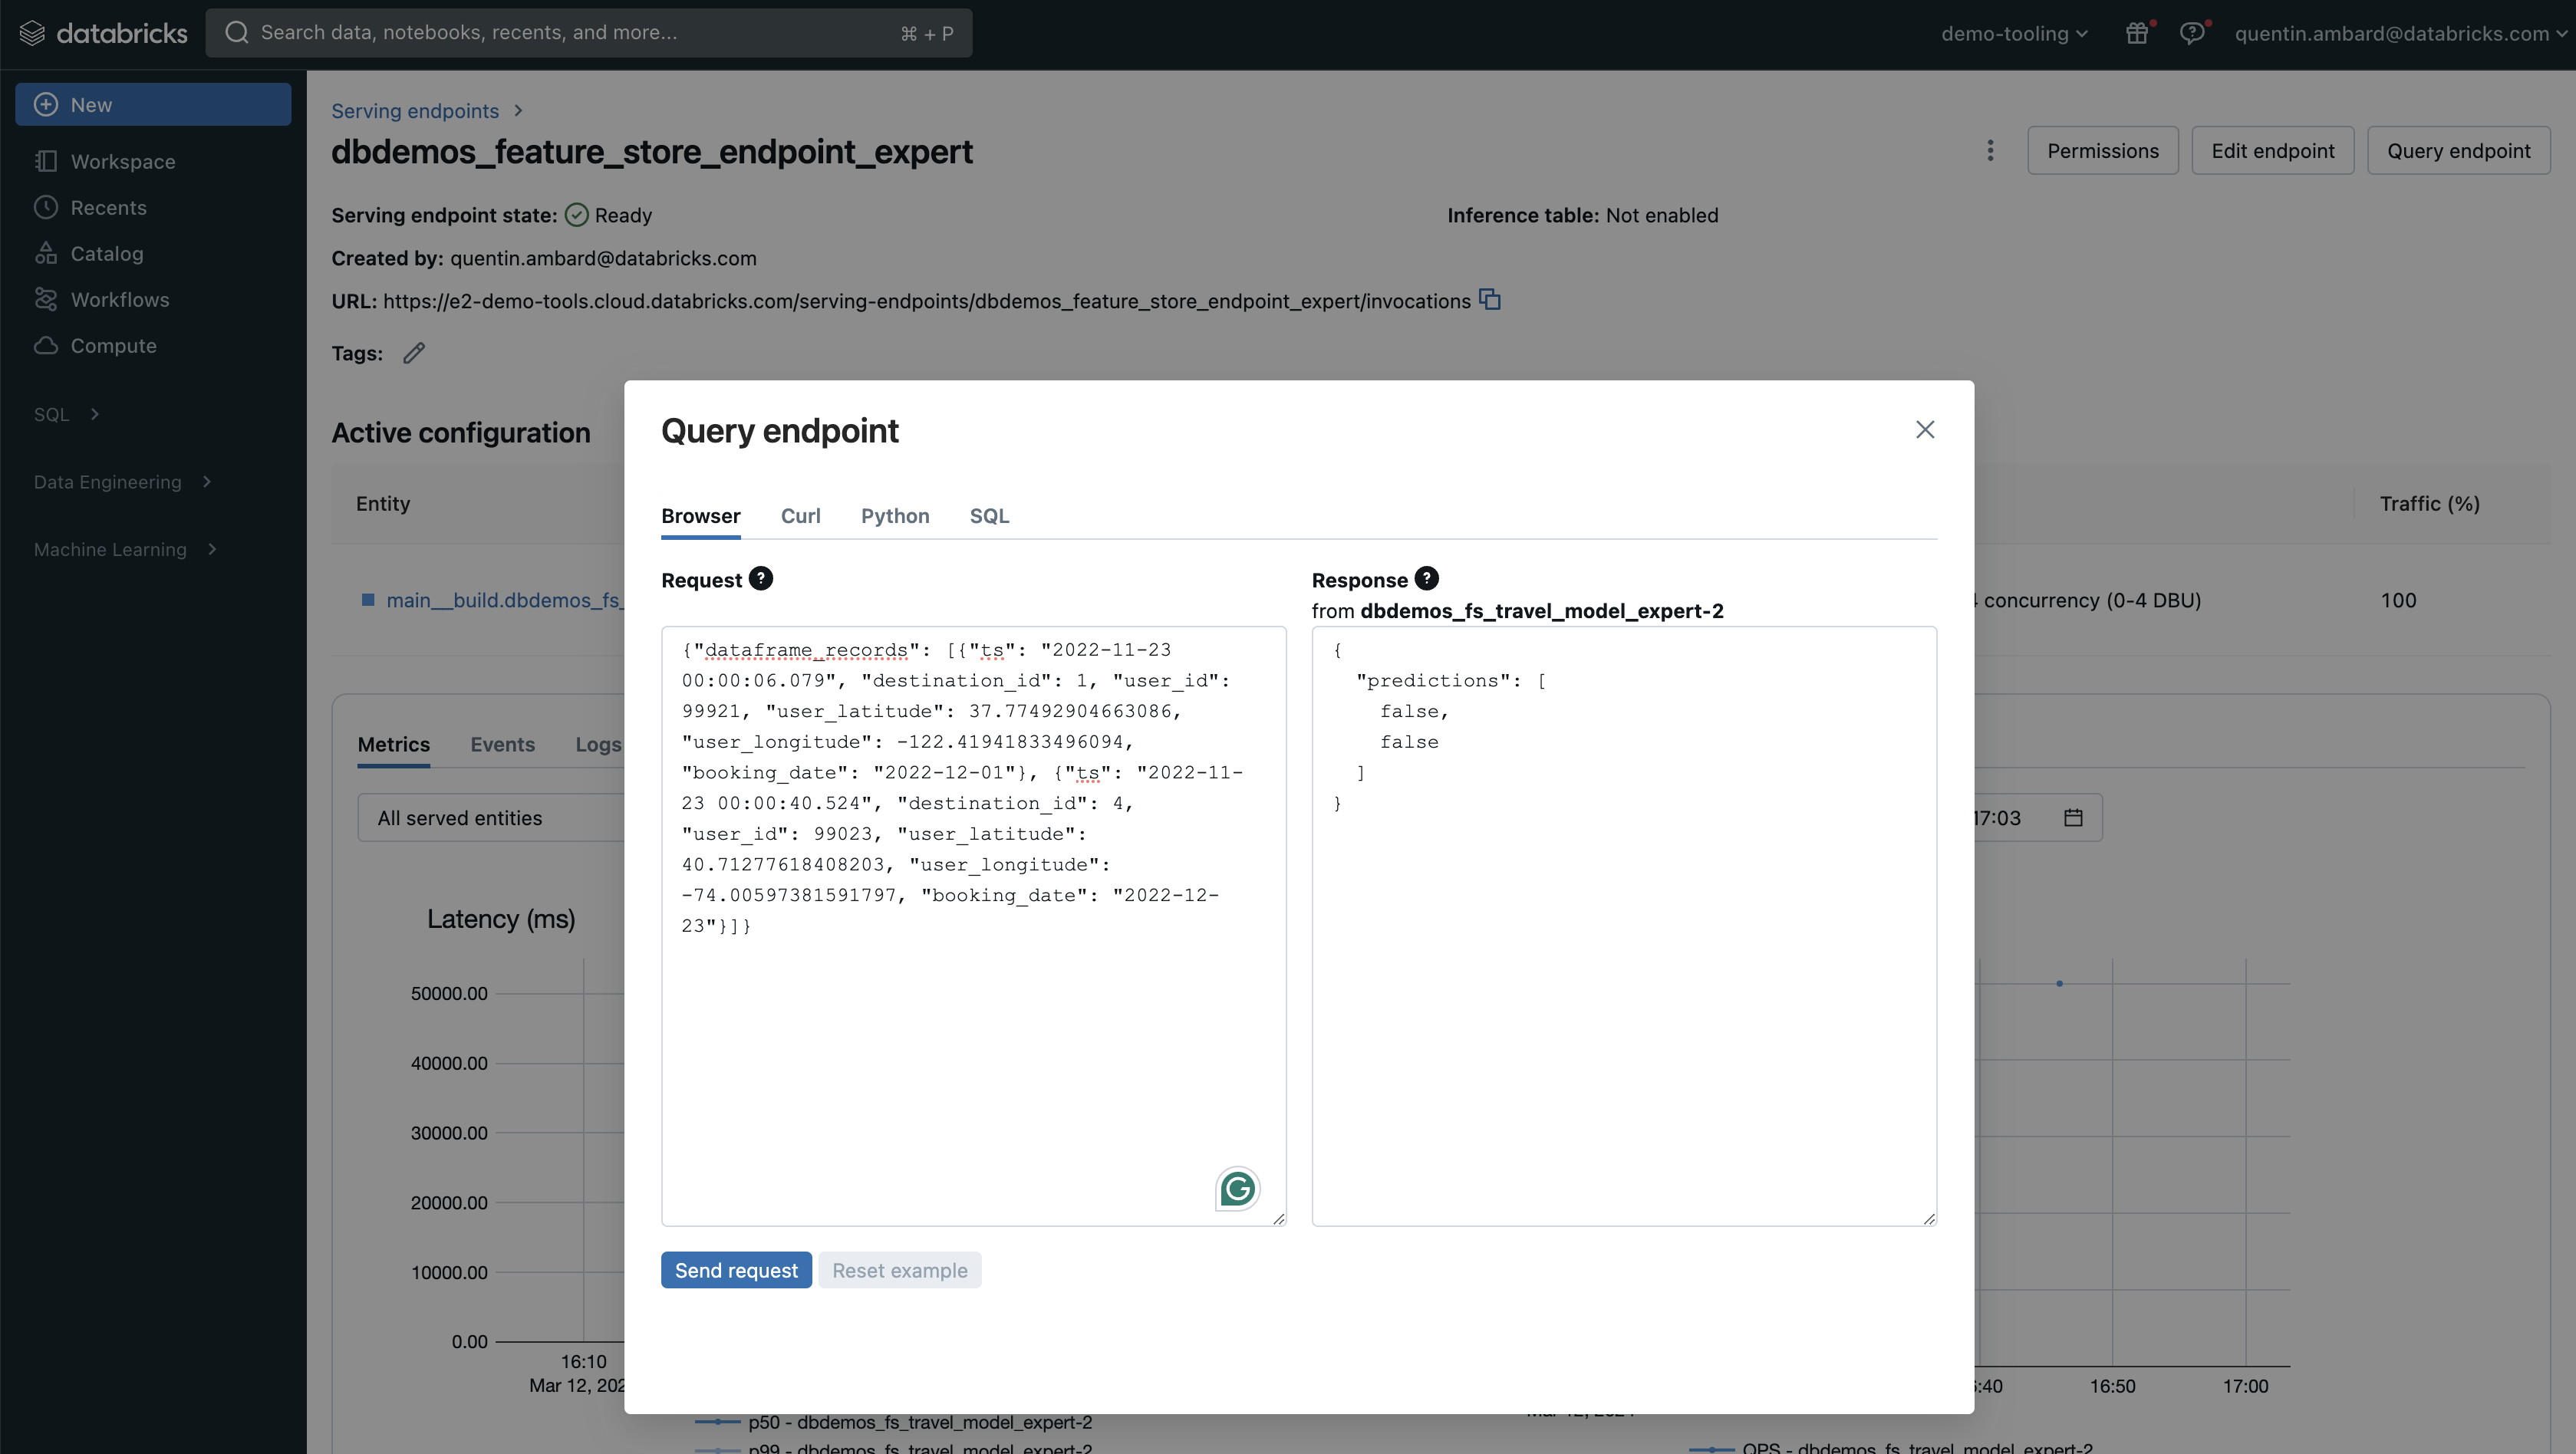 databricks
Search data, notebooks, recents, and more...
⌘ + P
demo-tooling
quentin.ambard@databricks.com
New
Workspace
Recents
Catalog
Workflows
Compute
SQL
Data Engineering
Machine Learning
Serving endpoints
dbdemos_feature_store_endpoint_expert
Permissions
Edit endpoint
Query endpoint
Serving endpoint state: Ready
Inference table: Not enabled
Created by: quentin.ambard@databricks.com
URL: https://e2-demo-tools.cloud.databricks.com/serving-endpoints/dbdemos_feature_store_endpoint_expert/invocations
Tags:
Active configuration
Entity
Traffic (%)
main__build.dbdemos_fs_
concurrency (0-4 DBU)
100
Metrics
Events
Logs
All served entities
17:03
Latency (ms)
50000.00
40000.00
30000.00
20000.00
10000.00
0.00
16:10
Mar 12, 202
:40
16:50
17:00
p50 - dbdemos_fs_travel_model_expert-2
p99 - dbdemos_fs_travel_model_expert-2
QPS - dbdemos_fs_travel_model_expert-2
Query endpoint
Browser
Curl
Python
SQL
Request ?
{"dataframe_records": [{"ts": "2022-11-23
00:00:06.079", "destination_id": 1, "user_id":
99921, "user_latitude": 37.77492904663086,
"user_longitude": -122.41941833496094,
"booking_date": "2022-12-01"}, {"ts": "2022-11-
23 00:00:40.524", "destination_id": 4,
"user_id": 99023, "user_latitude":
40.71277618408203, "user_longitude":
-74.00597381591797, "booking_date": "2022-12-
23"}]}
Response ?
from dbdemos_fs_travel_model_expert-2
{
"predictions": [
false,
false
]
}
Send request
Reset example